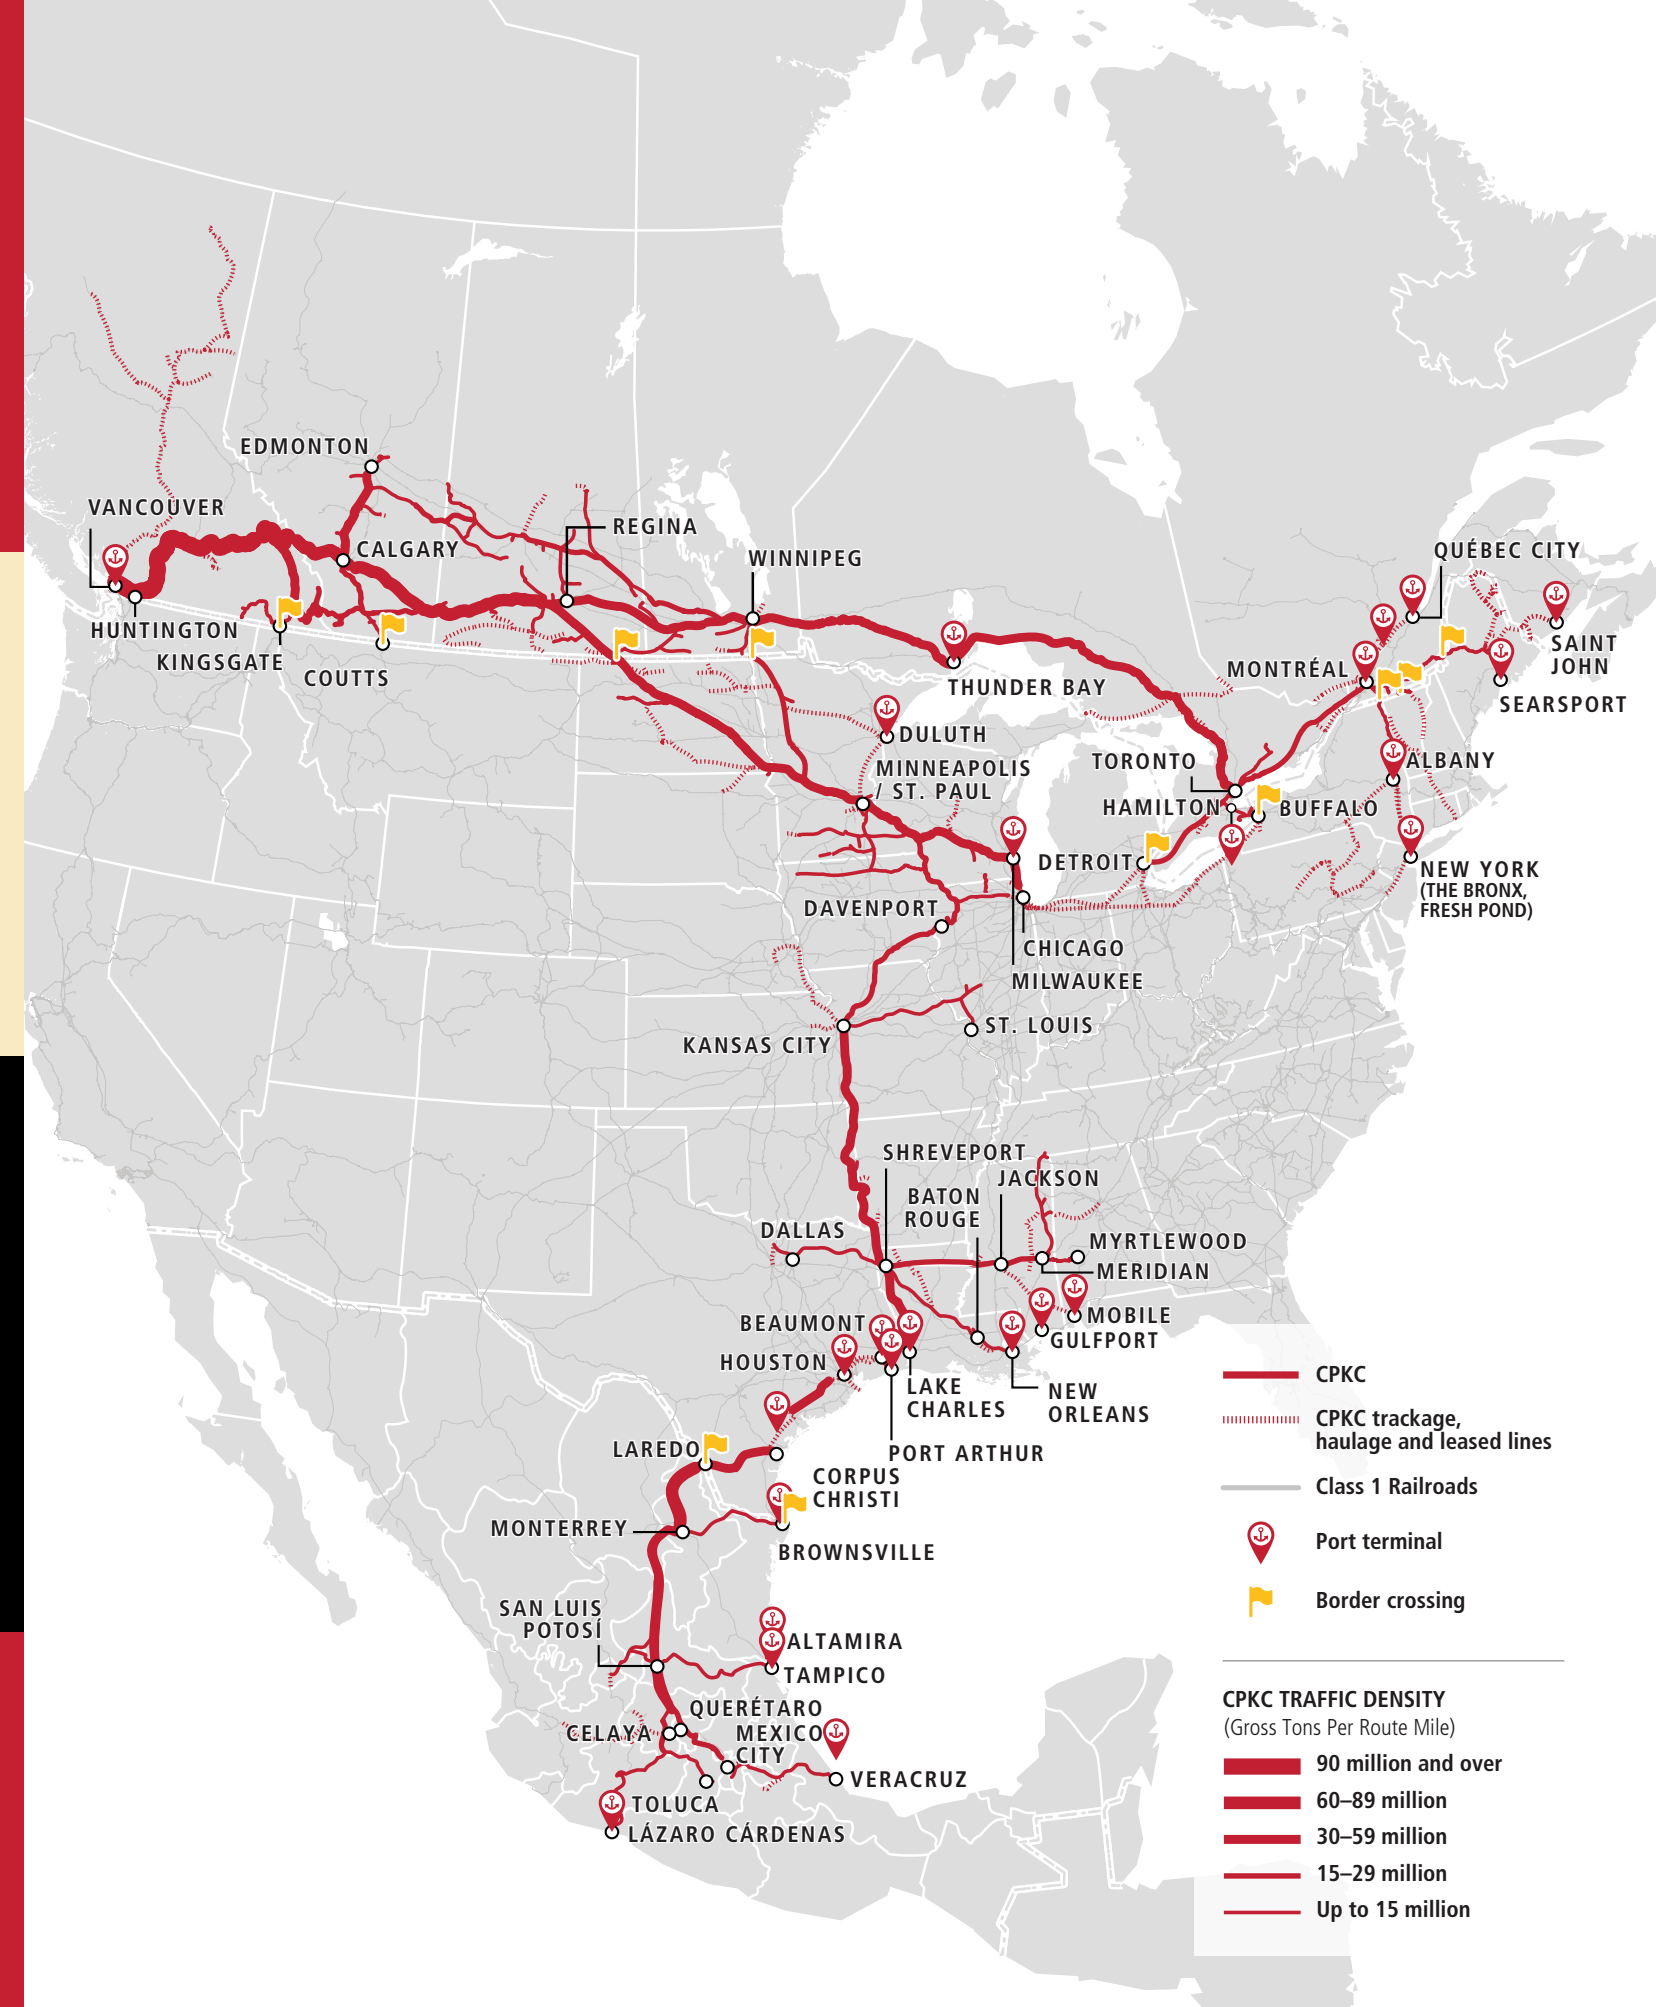 EDMONTON
VANCOUVER
REGINA
CALGARY
WINNIPEG
QUÉBEC CITY
HUNTINGTON
KINGSGATE
COUTTS
SAINT
JOHN
MONTRÉAL
THUNDER BAY
SEARSPORT
DULUTH
MINNEAPOLIS
/ ST. PAUL
TORONTO
ALBANY
HAMILTON
BUFFALO
DETROIT
NEW YORK
(THE BRONX,
FRESH POND)
DAVENPORT
CHICAGO
MILWAUKEE
ST. LOUIS
KANSAS CITY
SHREVEPORT
JACKSON
BATON
ROUGE
DALLAS
MYRTLEWOOD
MERIDIAN
MOBILE
BEAUMONT
GULFPORT
HOUSTON
LAKE
CHARLES
NEW
ORLEANS
PORT ARTHUR
LAREDO
CORPUS
CHRISTI
MONTERREY
BROWNSVILLE
SAN LUIS
POTOSÍ
ALTAMIRA
TAMPICO
QUERÉTARO
CELAYA
MEXICO
CITY
VERACRUZ
TOLUCA
LÁZARO CÁRDENAS
CPKC
CPKC trackage,
haulage and leased lines
Class 1 Railroads
Port terminal
Border crossing
CPKC TRAFFIC DENSITY
(Gross Tons Per Route Mile)
90 million and over
60–89 million
30–59 million
15–29 million
Up to 15 million